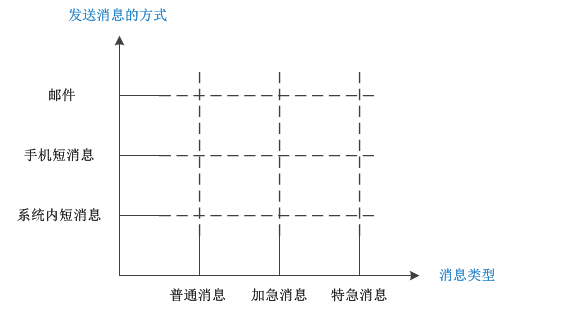 发送消息的方式
邮件
手机短消息
系统内短消息
消息类型
普通消息 加急消息 特急消息